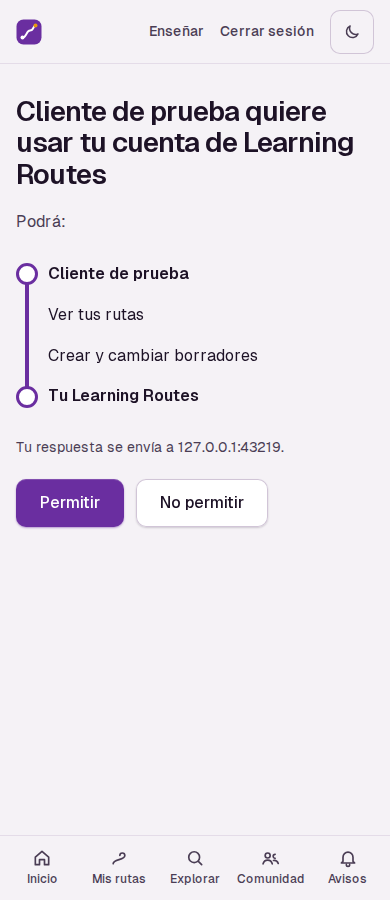 Enseñar
Cerrar sesión
Cliente de prueba quiere
usar tu cuenta de Learning
Routes
Podrá:
Cliente de prueba
Ver tus rutas
Crear y cambiar borradores
Tu Learning Routes
Tu respuesta se envía a 127.0.0.1:43219.
Permitir
No permitir
Inicio
Mis rutas
Explorar
Comunidad
Avisos